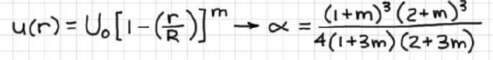 u(r) = U₀[1-(r/R)]^m → α = (1+m)³(2+m)³ / 4(1+3m)(2+3m)